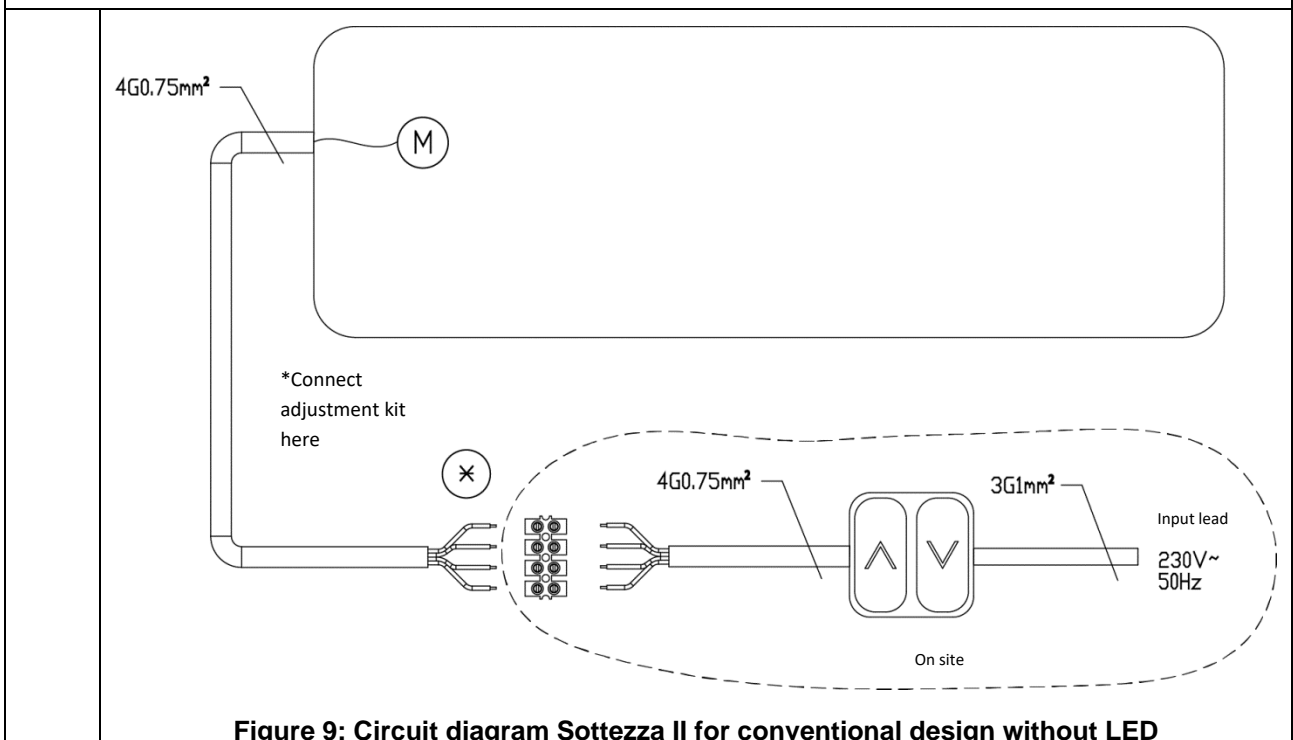 4G0.75mm²
M
*Connect
adjustment kit
here
4G0.75mm²
3G1mm²
Input lead
230V~
50Hz
On site
Figure 9: Circuit diagram Sottezza II for conventional design without LED